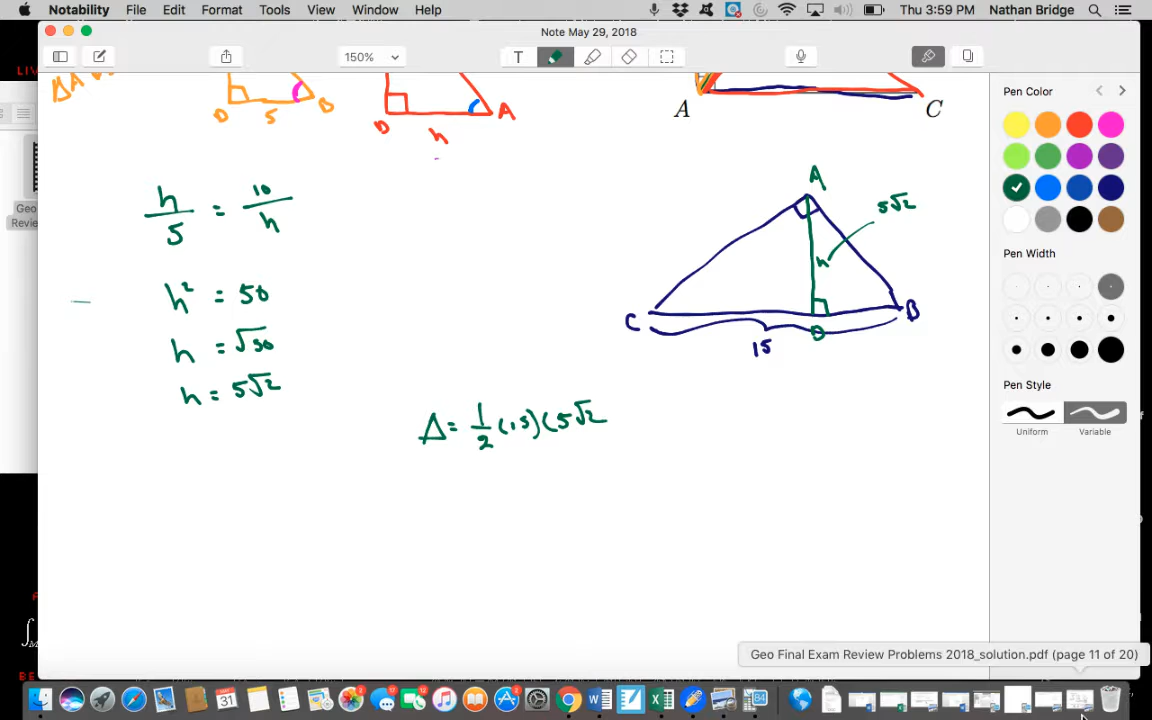 Notability File Edit Format Tools View Window Help Thu 3:59 PM Nathan Bridge
Note May 29, 2018
150% T
Pen Color
Pen Width
Pen Style
Uniform Variable
D 5 B
D h A
A C
h/5 = 10/h
h² = 50
h = √50
h = 5√2
A
5√2
h
C D B
15
Δ = 1/2 (15)(5√2
Geo
Geo Final Exam Review Problems 2018_solution.pdf (page 11 of 20)